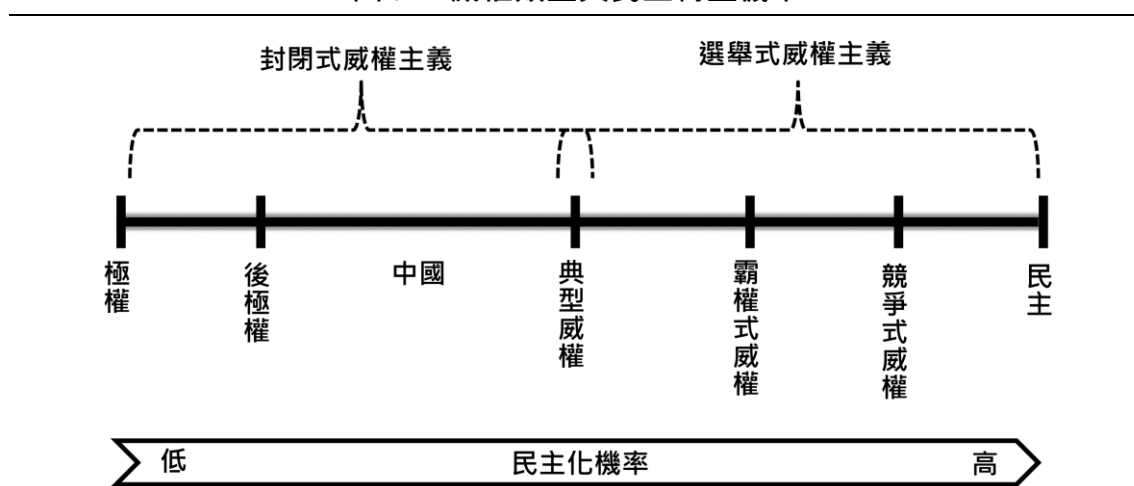 封閉式威權主義
選舉式威權主義
極權
後極權
中國
典型威權
霸權式威權
競爭式威權
民主
低
民主化機率
高